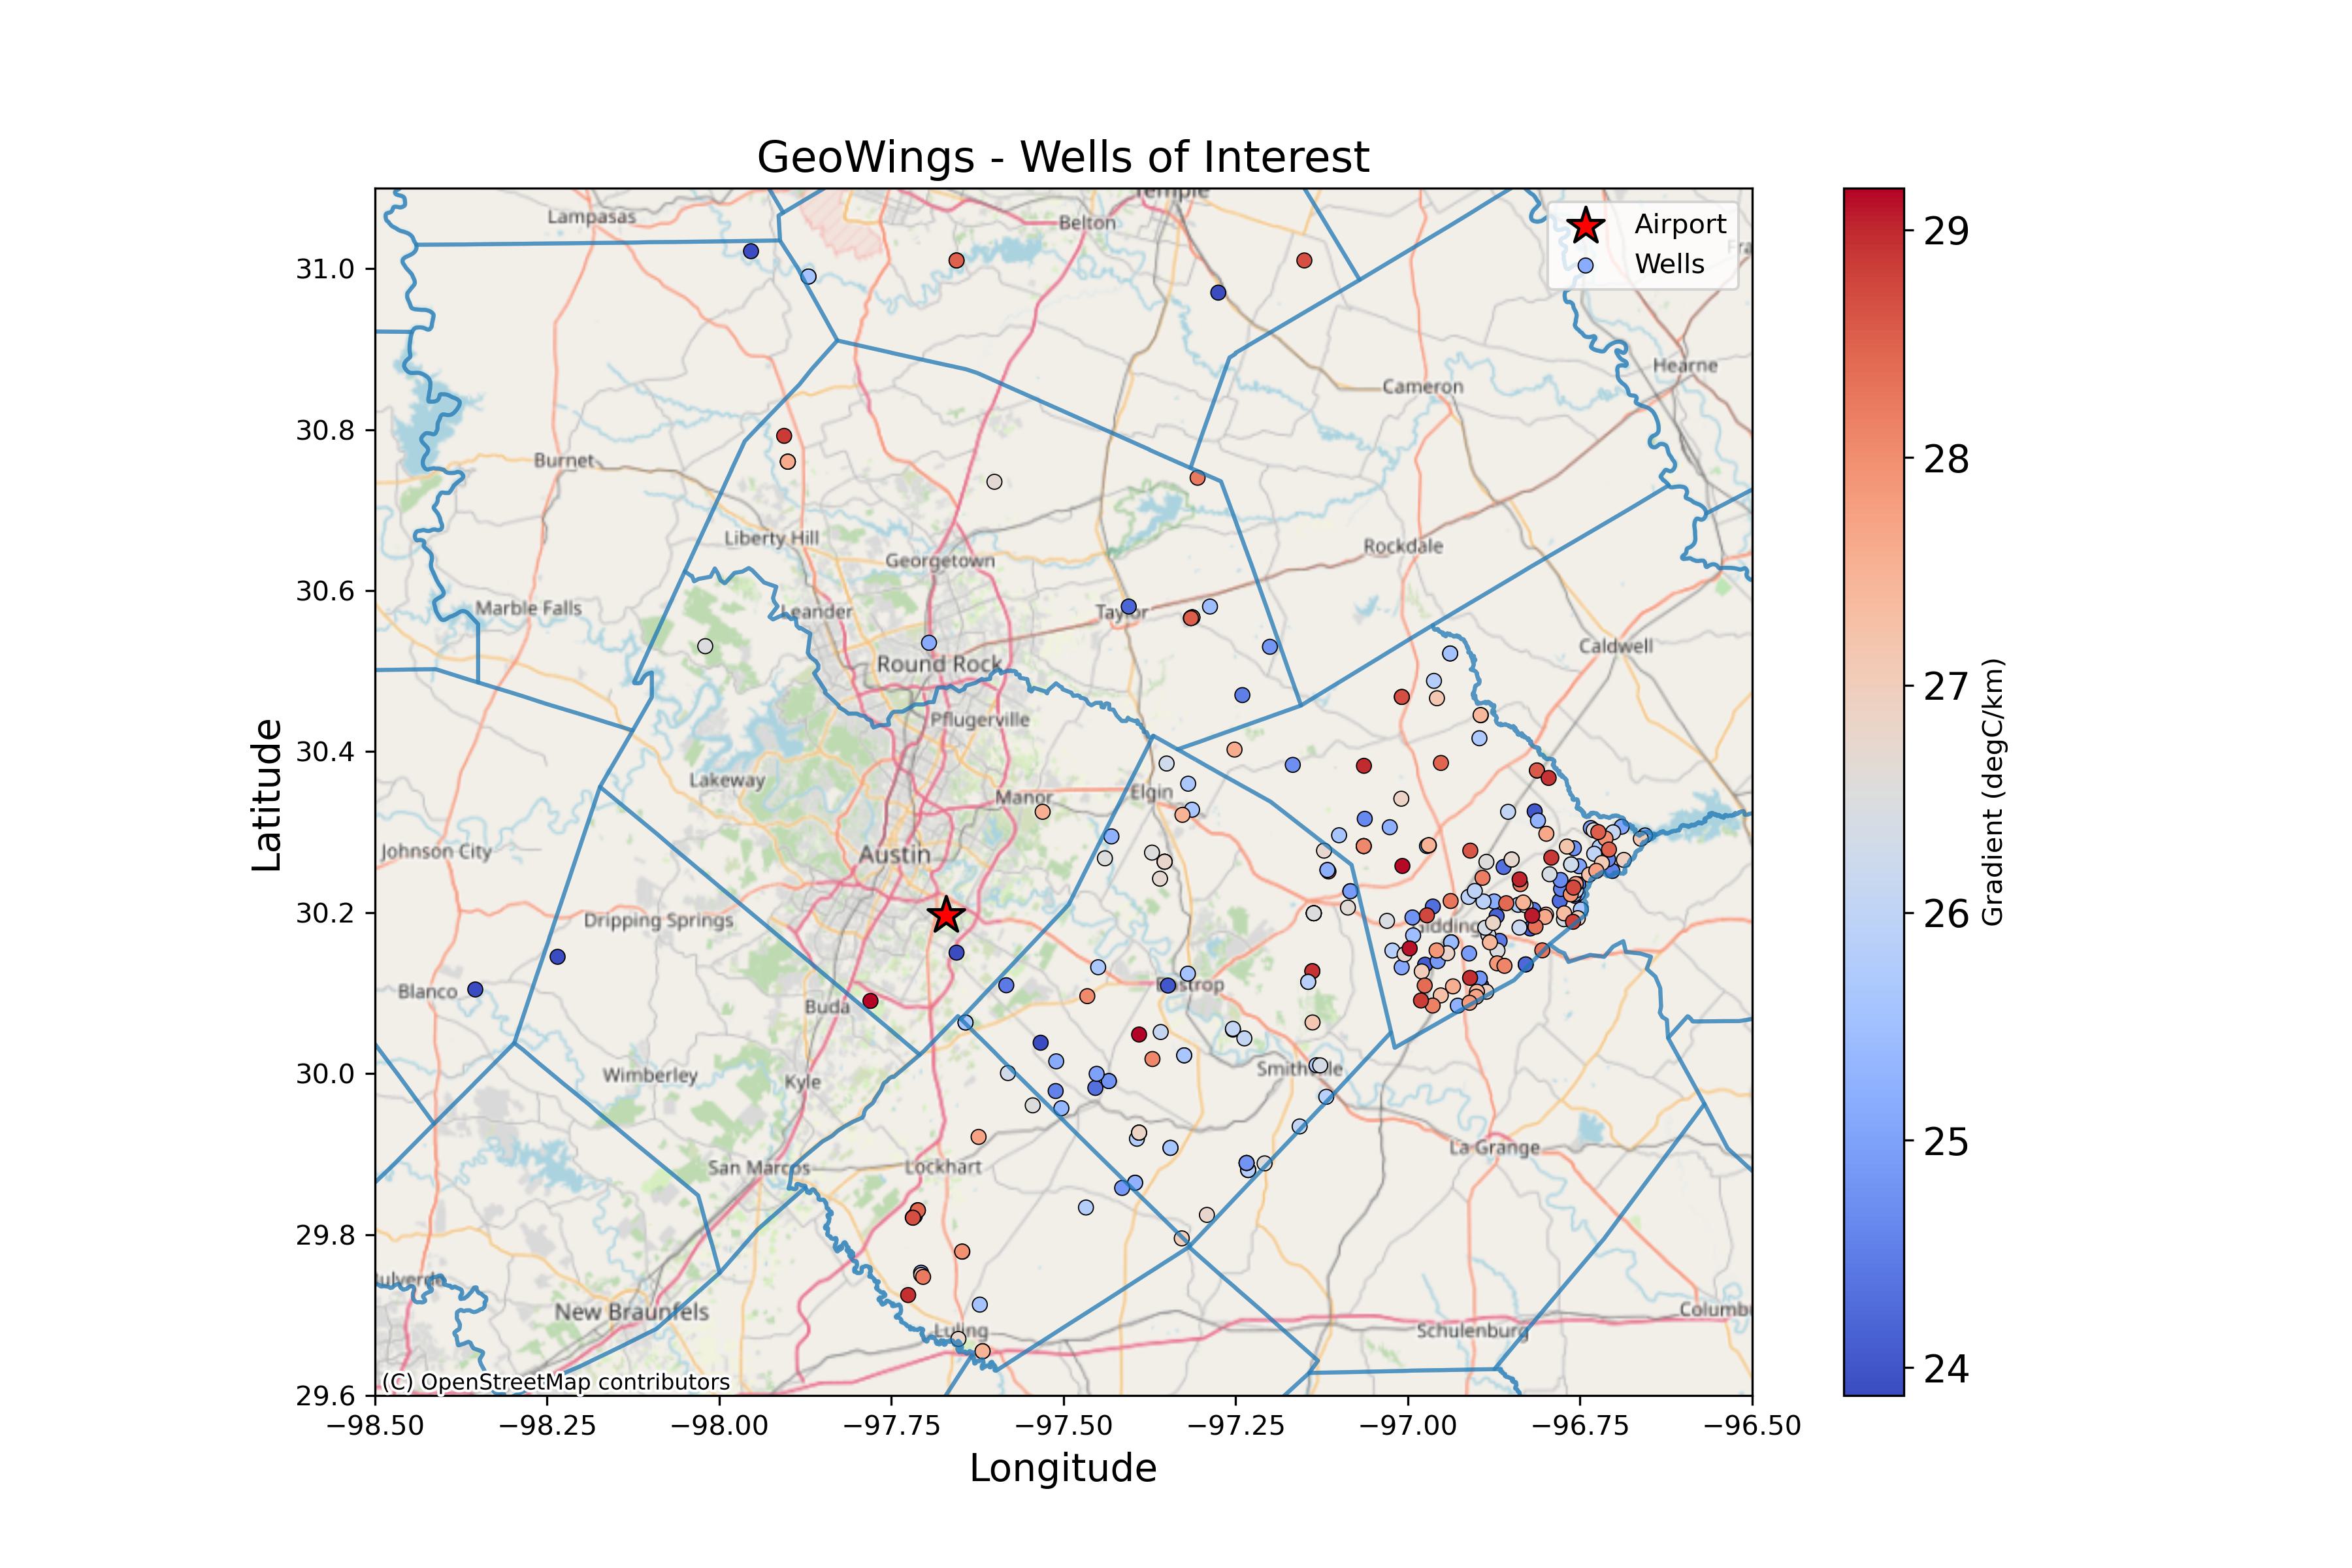 GeoWings - Wells of Interest
Temple
Lampasas
Belton
Airport
Wells
Fra
Hearne
Cameron
Burnet
Liberty Hill
Georgetown
Rockdale
Marble Falls
Leander
Taylor
Caldwell
Round Rock
Pflugerville
Lakeway
Manor
Elgin
Johnson City
Austin
Dripping Springs
iddings
Blanco
Bastrop
Buda
Wimberley
Kyle
Smithville
San Marcos
Lockhart
La Grange
ulverde
New Braunfels
Luling
Schulenburg
Columbu
(C) OpenStreetMap contributors
31.0
30.8
30.6
30.4
30.2
30.0
29.8
29.6
Latitude
−98.50 −98.25 −98.00 −97.75 −97.50 −97.25 −97.00 −96.75 −96.50
Longitude
29
28
27
26
25
24
Gradient (degC/km)